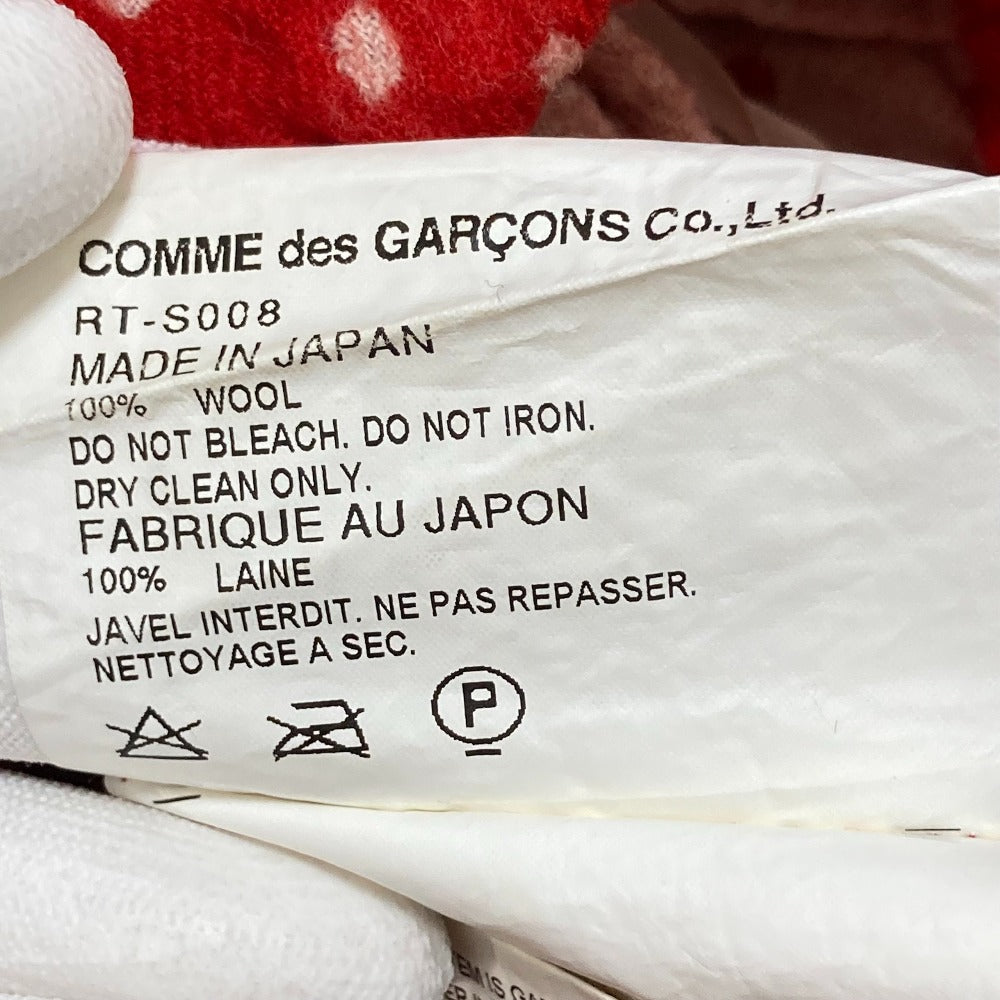 COMME des GARÇONS Co.,Ltd.
RT-S008
MADE IN JAPAN
100% WOOL
DO NOT BLEACH. DO NOT IRON.
DRY CLEAN ONLY.
FABRIQUE AU JAPON
100% LAINE
JAVEL INTERDIT. NE PAS REPASSER.
NETTOYAGE A SEC.
P